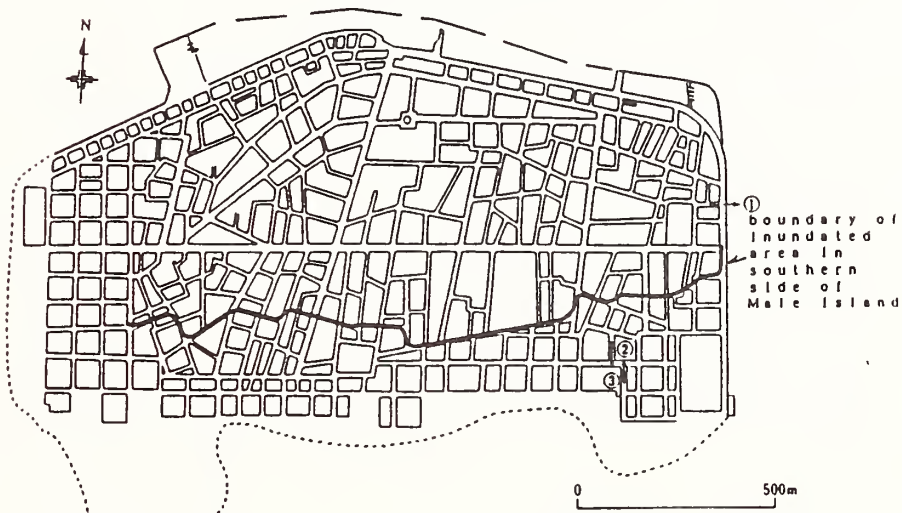 N
①
boundary of
inundated
area in
southern
side of
Male Island
②
③
0 500m